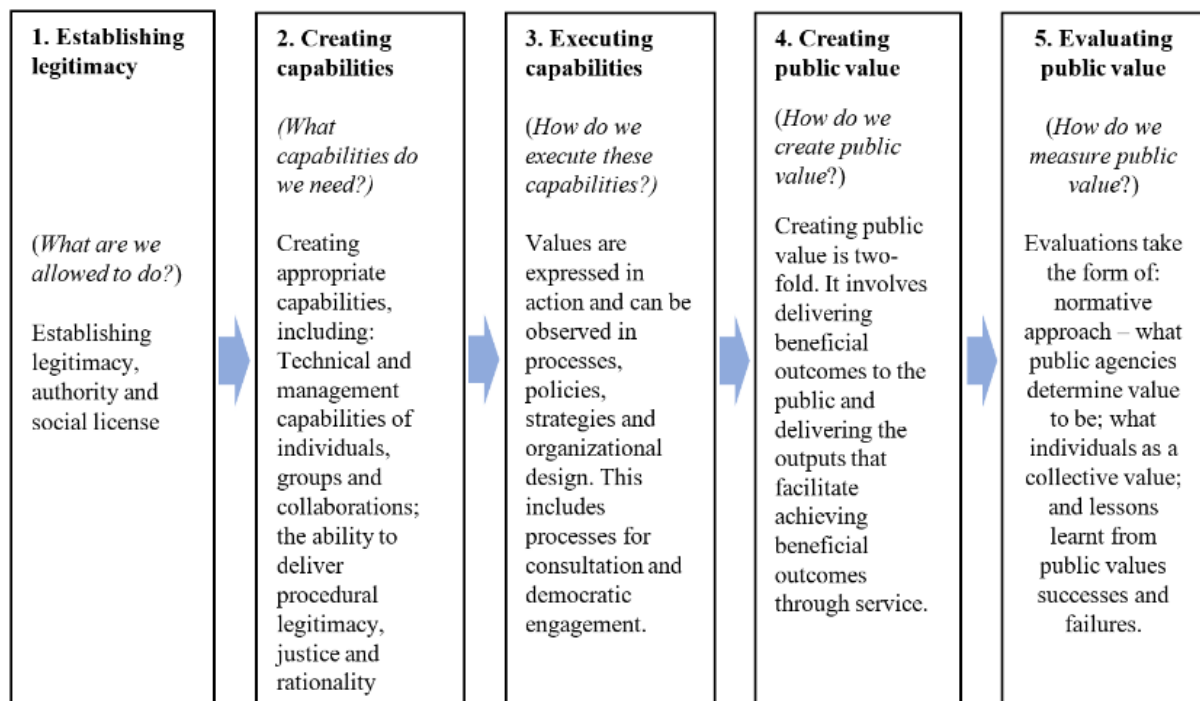 1. Establishing
legitimacy
(What are we
allowed to do?)
Establishing
legitimacy,
authority and
social license
2. Creating
capabilities
(What
capabilities do
we need?)
Creating
appropriate
capabilities,
including:
Technical and
management
capabilities of
individuals,
groups and
collaborations;
the ability to
deliver
procedural
legitimacy,
justice and
rationality
3. Executing
capabilities
(How do we
execute these
capabilities?)
Values are
expressed in
action and can be
observed in
processes,
policies,
strategies and
organizational
design. This
includes
processes for
consultation and
democratic
engagement.
4. Creating
public value
(How do we
create public
value?)
Creating public
value is two-
fold. It involves
delivering
beneficial
outcomes to the
public and
delivering the
outputs that
facilitate
achieving
beneficial
outcomes
through service.
5. Evaluating
public value
(How do we
measure public
value?)
Evaluations take
the form of:
normative
approach – what
public agencies
determine value
to be; what
individuals as a
collective value;
and lessons
learnt from
public values
successes and
failures.